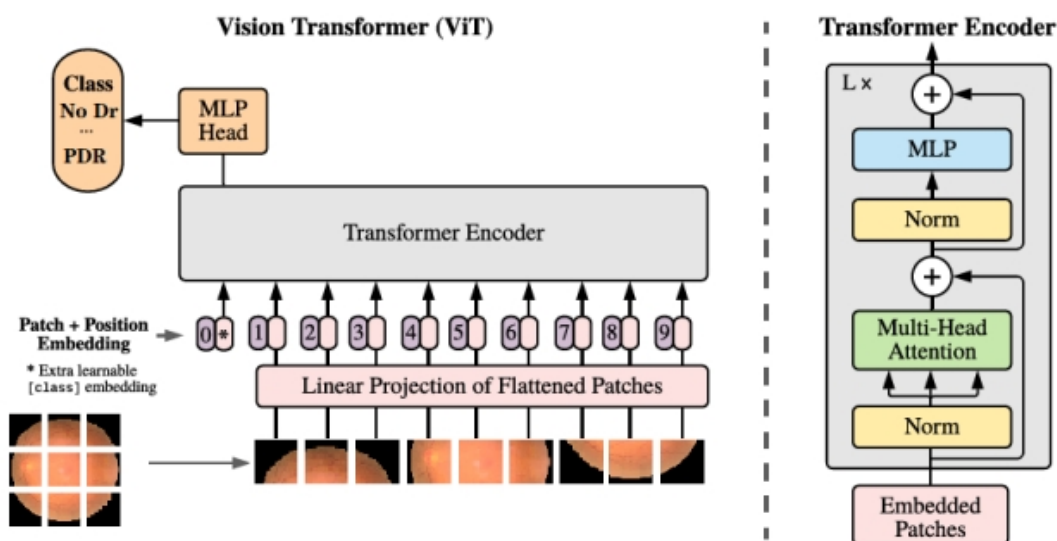 Vision Transformer (ViT)
Class
No Dr
...
PDR
MLP
Head
Transformer Encoder
Patch + Position
Embedding
* Extra learnable
[class] embedding
0 * 1 2 3 4 5 6 7 8 9
Linear Projection of Flattened Patches
Transformer Encoder
L ×
+
MLP
Norm
+
Multi-Head
Attention
Norm
Embedded
Patches